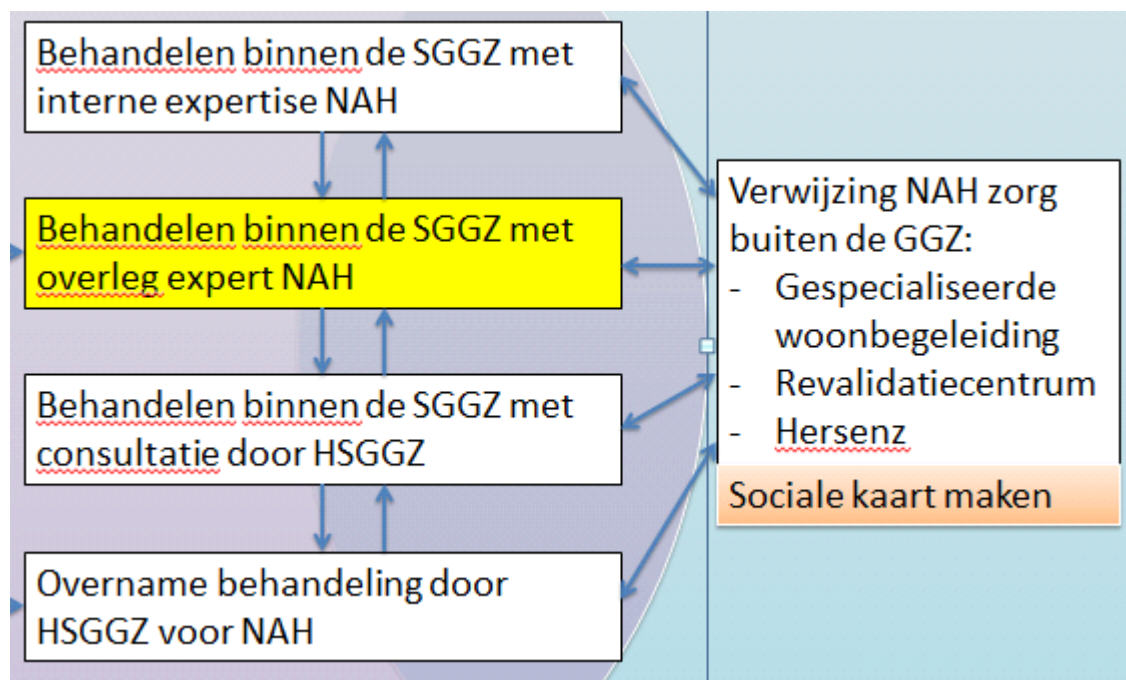 Behandelen binnen de SGGZ met
interne expertise NAH
Behandelen binnen de SGGZ met
overleg expert NAH
Behandelen binnen de SGGZ met
consultatie door HSGGZ
Overname behandeling door
HSGGZ voor NAH
Verwijzing NAH zorg
buiten de GGZ:
- Gespecialiseerde
woonbegeleiding
- Revalidatiecentrum
- Hersenz
Sociale kaart maken